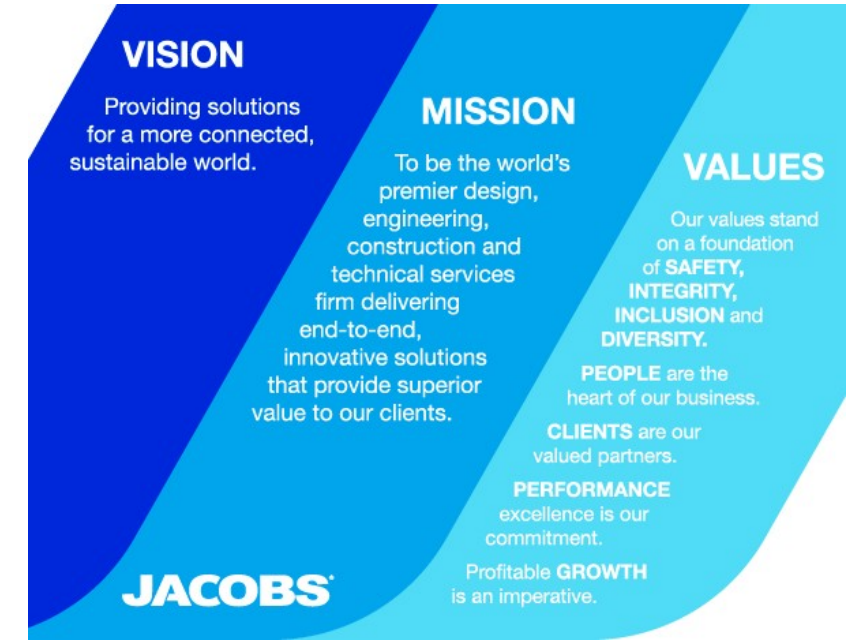 VISION
Providing solutions
for a more connected,
sustainable world.
MISSION
To be the world's
premier design,
engineering,
construction and
technical services
firm delivering
end-to-end,
innovative solutions
that provide superior
value to our clients.
VALUES
Our values stand
on a foundation
of SAFETY,
INTEGRITY,
INCLUSION and
DIVERSITY.
PEOPLE are the
heart of our business.
CLIENTS are our
valued partners.
PERFORMANCE
excellence is our
commitment.
Profitable GROWTH
is an imperative.
JACOBS